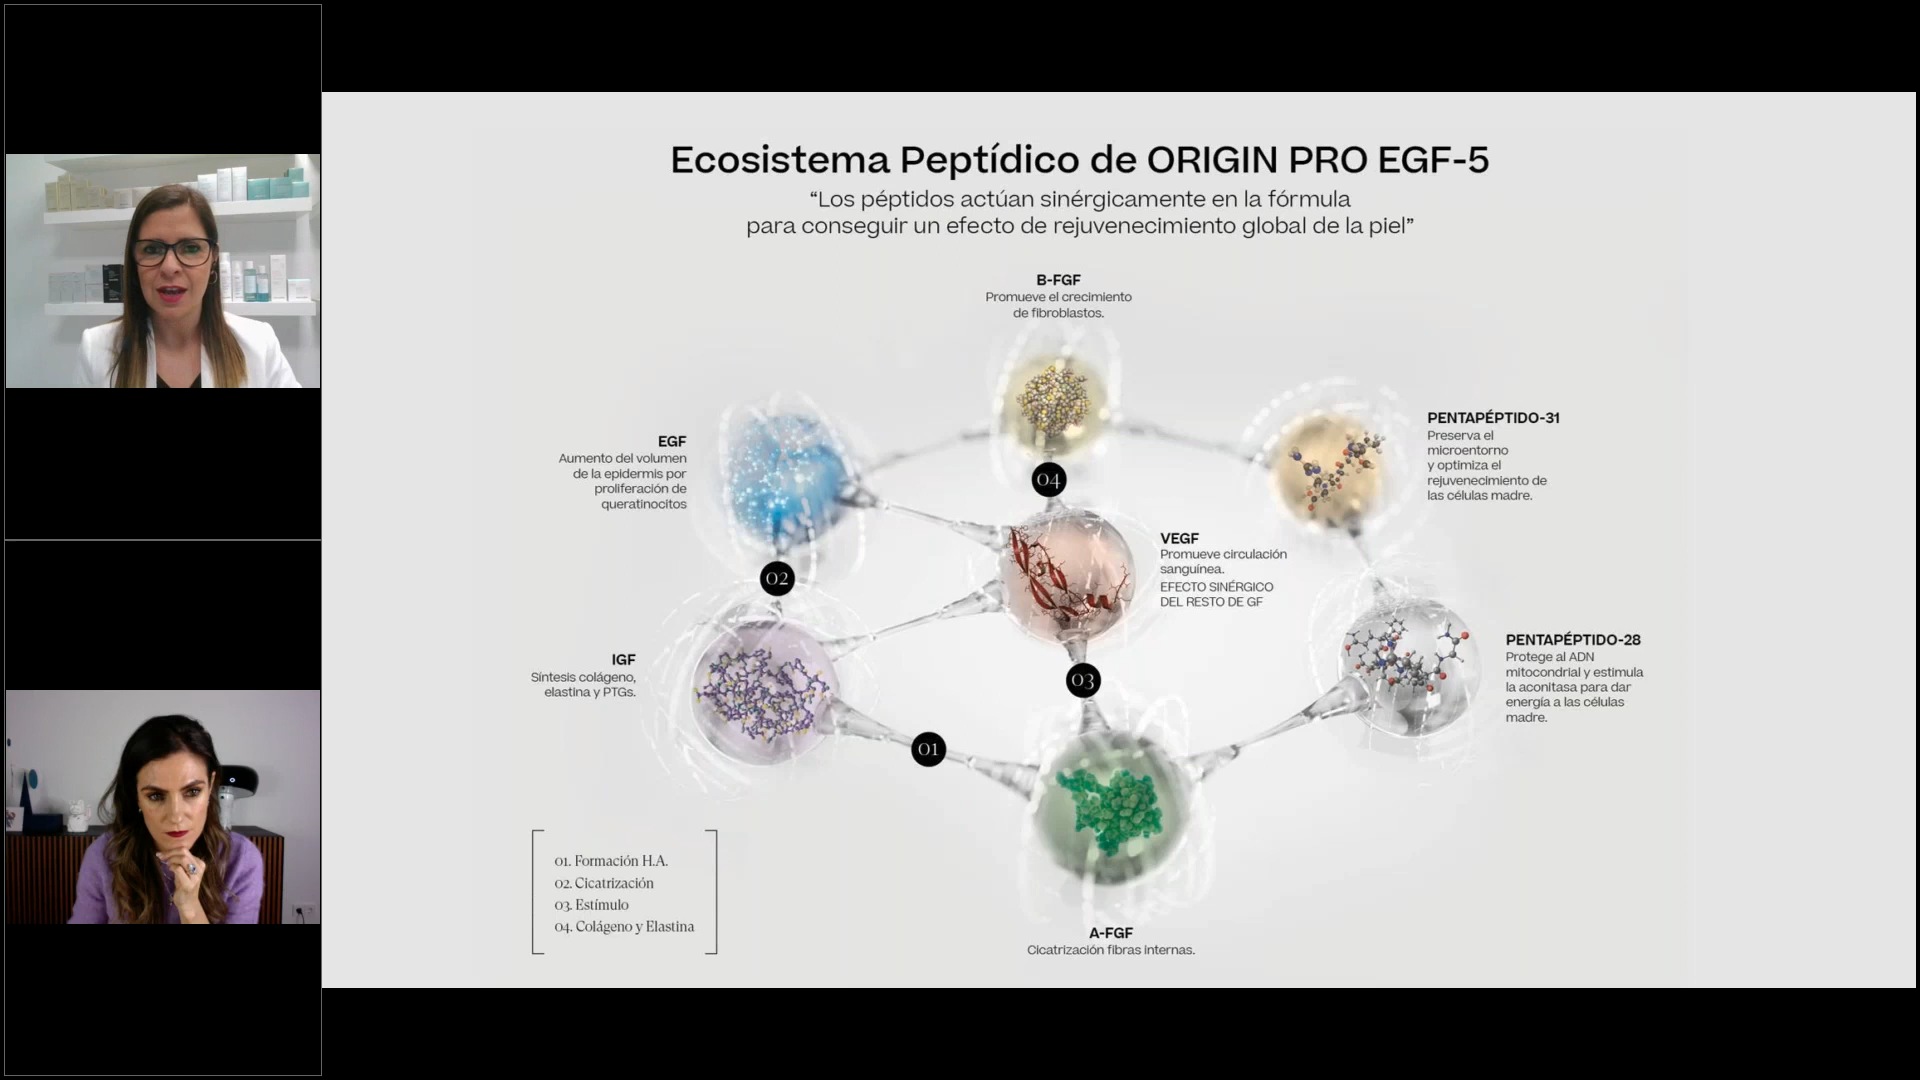 Ecosistema Peptídico de ORIGIN PRO EGF-5
“Los péptidos actúan sinérgicamente en la fórmula
para conseguir un efecto de rejuvenecimiento global de la piel”
B-FGF
Promueve el crecimiento
de fibroblastos.
EGF
Aumento del volumen
de la epidermis por
proliferación de
queratinocitos
PENTAPÉPTIDO-31
Preserva el
microentorno
y optimiza el
rejuvenecimiento de
las células madre.
04
VEGF
Promueve circulación
sanguínea.
EFECTO SINÉRGICO
DEL RESTO DE GF
02
IGF
Síntesis colágeno,
elastina y PTGs.
PENTAPÉPTIDO-28
Protege al ADN
mitocondrial y estimula
la aconitasa para dar
energía a las células
madre.
03
01
01. Formación H.A.
02. Cicatrización
03. Estímulo
04. Colágeno y Elastina
A-FGF
Cicatrización fibras internas.